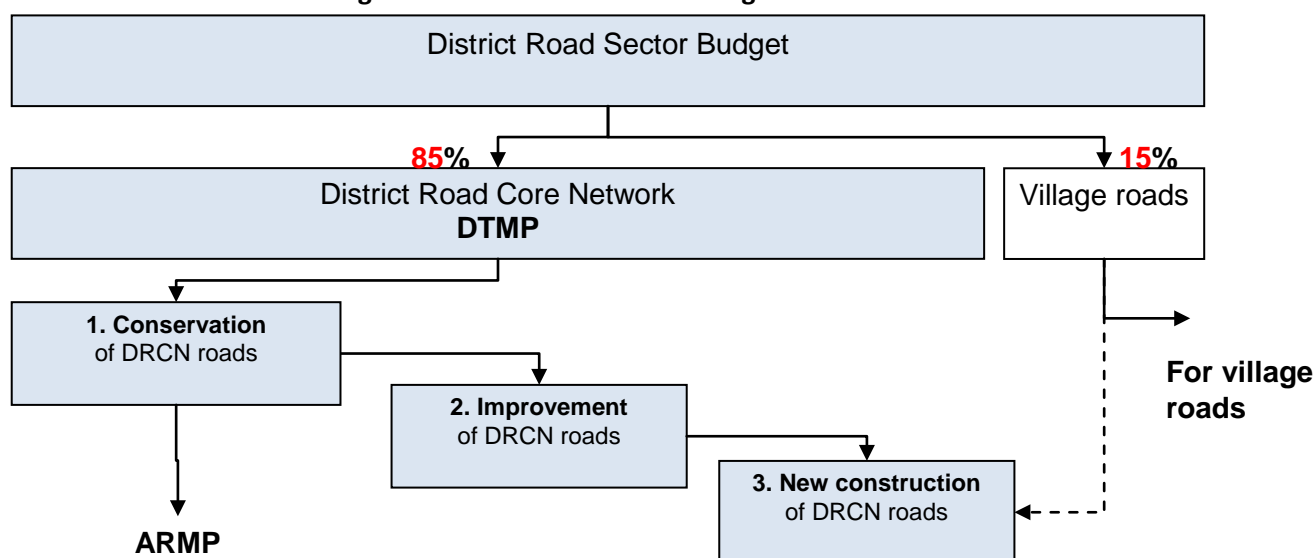 District Road Sector Budget
85%
15%
District Road Core Network
DTMP
Village roads
1. Conservation
of DRCN roads
2. Improvement
of DRCN roads
3. New construction
of DRCN roads
For village
roads
ARMP